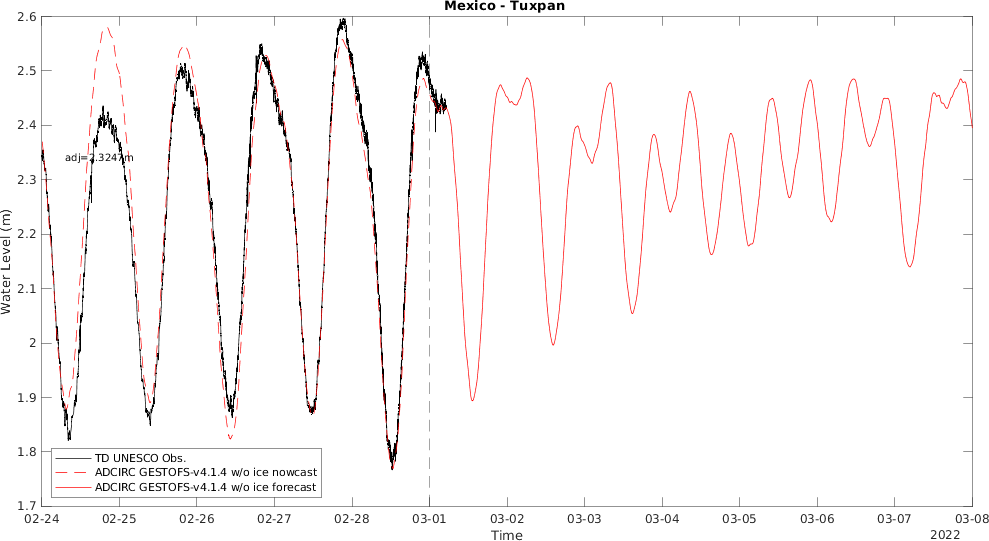 Mexico - Tuxpan
2.6
2.5
2.4
2.3
2.2
2.1
2
1.9
1.8
1.7
Water Level (m)
adj=2.3247m
TD UNESCO Obs.
ADCIRC GESTOFS-v4.1.4 w/o ice nowcast
ADCIRC GESTOFS-v4.1.4 w/o ice forecast
02-24 02-25 02-26 02-27 02-28 03-01 03-02 03-03 03-04 03-05 03-06 03-07 03-08
Time
2022